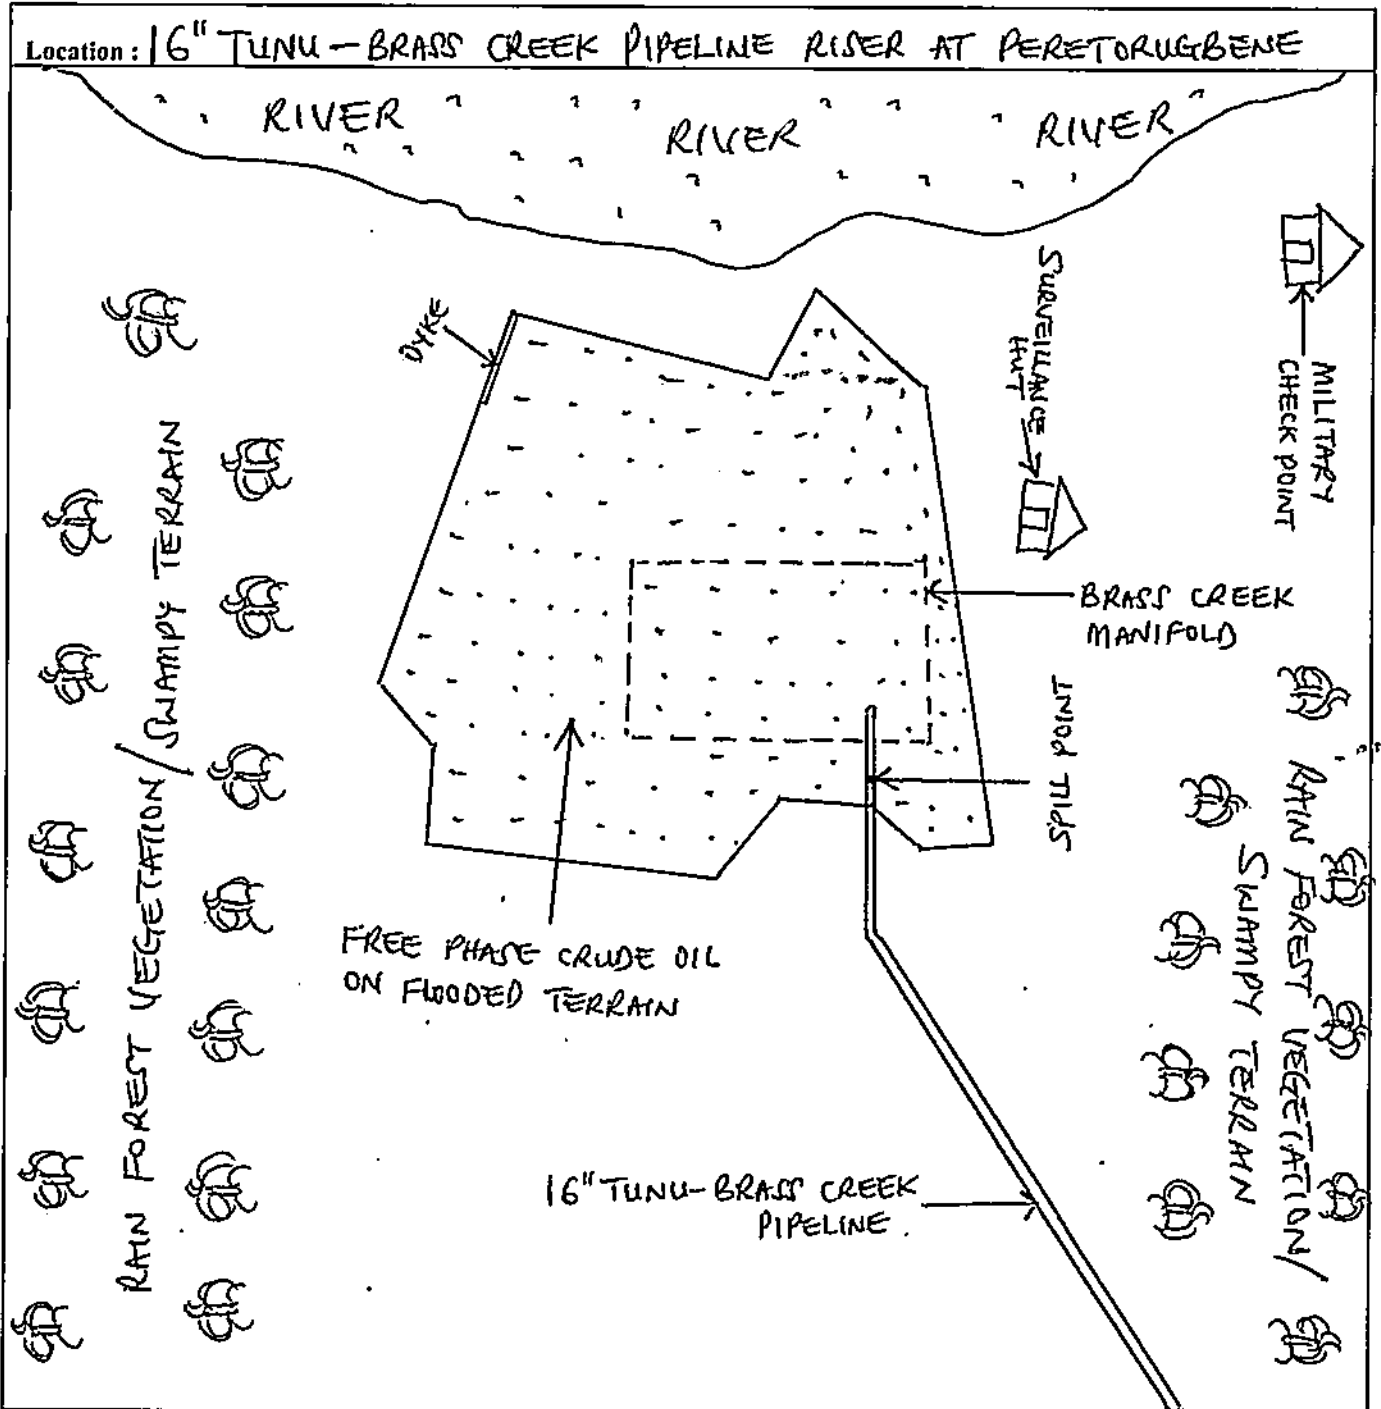 Location : 16" TUNU-BRASS CREEK PIPELINE RISER AT PERETORUGBENE
RIVER RIVER RIVER
DYKE
SURVEILLANCE
HUT
MILITARY
CHECK POINT
BRASS CREEK
MANIFOLD
SPILL POINT
FREE PHASE CRUDE OIL
ON FLOODED TERRAIN
16" TUNU-BRASS CREEK
PIPELINE.
RAIN FOREST VEGETATION/SWAMPY TERRAIN
RAIN FOREST VEGETATION/
SWAMPY TERRAIN